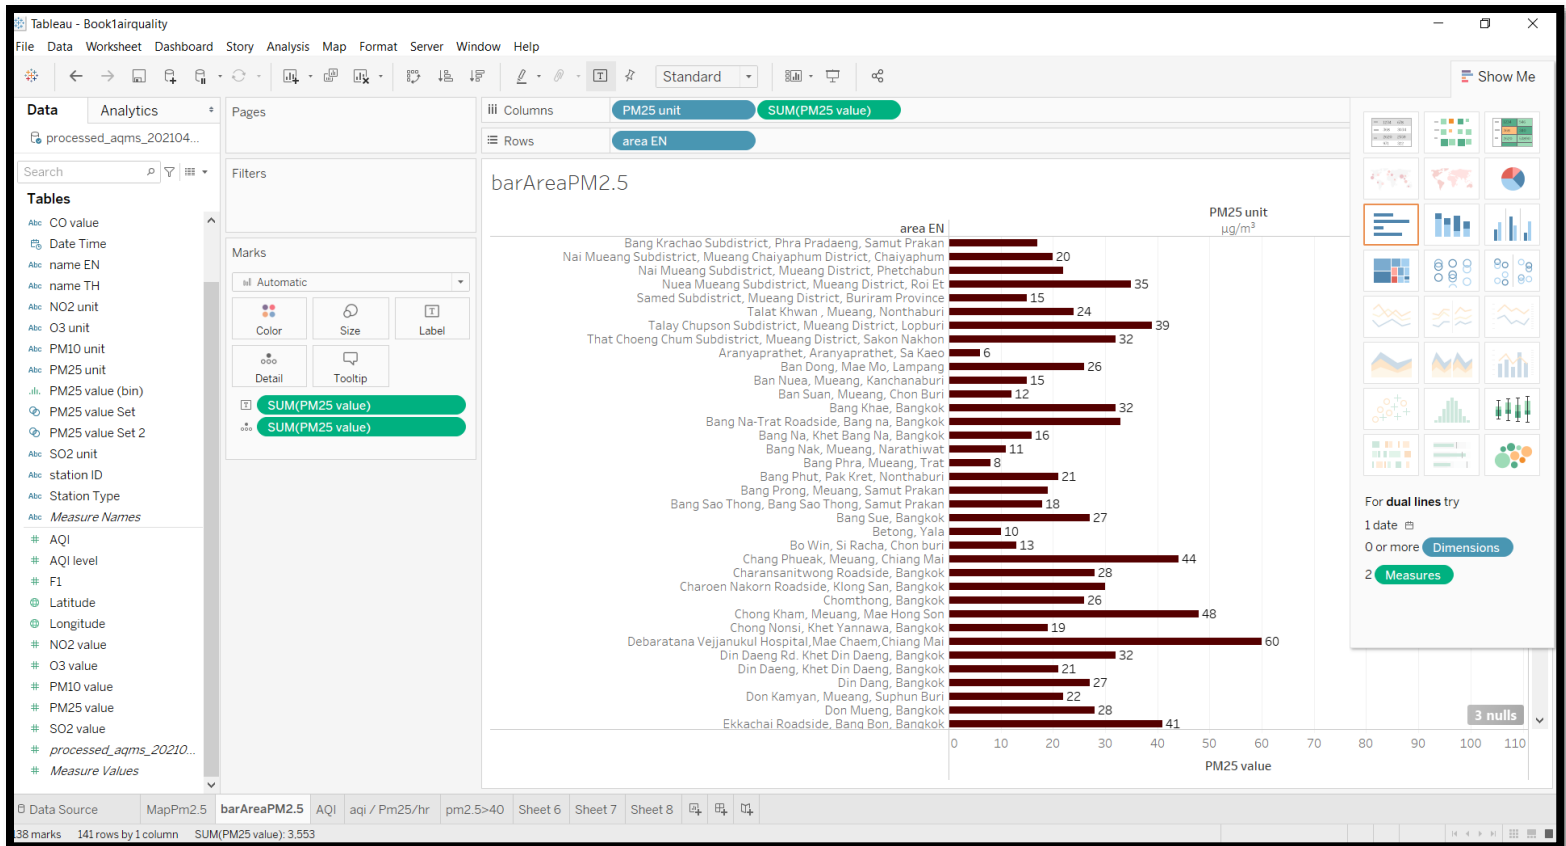 Tableau - Book1airquality
File Data Worksheet Dashboard Story Analysis Map Format Server Window Help
Standard
Show Me
Data Analytics
processed_aqms_202104...
Search
Tables
Abc CO value
Date Time
Abc name EN
Abc name TH
Abc NO2 unit
Abc O3 unit
Abc PM10 unit
Abc PM25 unit
PM25 value (bin)
PM25 value Set
PM25 value Set 2
Abc SO2 unit
Abc station ID
Abc Station Type
Abc Measure Names
# AQI
# AQI level
# F1
Latitude
Longitude
# NO2 value
# O3 value
# PM10 value
# PM25 value
# SO2 value
# processed_aqms_20210...
# Measure Values
Pages
Filters
Marks
Automatic
Color Size Label
Detail Tooltip
SUM(PM25 value)
SUM(PM25 value)
iii Columns PM25 unit SUM(PM25 value)
Rows area EN
barAreaPM2.5
PM25 unit
area EN µg/m³
Bang Krachao Subdistrict, Phra Pradaeng, Samut Prakan
Nai Mueang Subdistrict, Mueang Chaiyaphum District, Chaiyaphum 20
Nai Mueang Subdistrict, Mueang District, Phetchabun
Nuea Mueang Subdistrict, Mueang District, Roi Et 35
Samed Subdistrict, Mueang District, Buriram Province 15
Talat Khwan , Mueang, Nonthaburi 24
Talay Chupson Subdistrict, Mueang District, Lopburi 39
That Choeng Chum Subdistrict, Mueang District, Sakon Nakhon 32
Aranyaprathet, Aranyaprathet, Sa Kaeo 6
Ban Dong, Mae Mo, Lampang 26
Ban Nuea, Mueang, Kanchanaburi 15
Ban Suan, Mueang, Chon Buri 12
Bang Khae, Bangkok 32
Bang Na-Trat Roadside, Bang na, Bangkok
Bang Na, Khet Bang Na, Bangkok 16
Bang Nak, Mueang, Narathiwat 11
Bang Phra, Mueang, Trat 8
Bang Phut, Pak Kret, Nonthaburi 21
Bang Prong, Meuang, Samut Prakan
Bang Sao Thong, Bang Sao Thong, Samut Prakan 18
Bang Sue, Bangkok 27
Betong, Yala 10
Bo Win, Si Racha, Chon buri 13
Chang Phueak, Meuang, Chiang Mai 44
Charansanitwong Roadside, Bangkok 28
Charoen Nakorn Roadside, Klong San, Bangkok
Chomthong, Bangkok 26
Chong Kham, Meuang, Mae Hong Son 48
Chong Nonsi, Khet Yannawa, Bangkok 19
Debaratana Vejjanukul Hospital,Mae Chaem,Chiang Mai 60
Din Daeng Rd. Khet Din Daeng, Bangkok 32
Din Daeng, Khet Din Daeng, Bangkok 21
Din Dang, Bangkok 27
Don Kamyan, Mueang, Suphun Buri 22
Don Mueng, Bangkok 28
Ekkachai Roadside, Bang Bon, Bangkok 41
0 10 20 30 40 50 60 70 80 90 100 110
PM25 value
3 nulls
For dual lines try
1 date
0 or more Dimensions
2 Measures
Data Source MapPm2.5 barAreaPM2.5 AQI aqi / Pm25/hr pm2.5>40 Sheet 6 Sheet 7 Sheet 8
138 marks 141 rows by 1 column SUM(PM25 value): 3,553